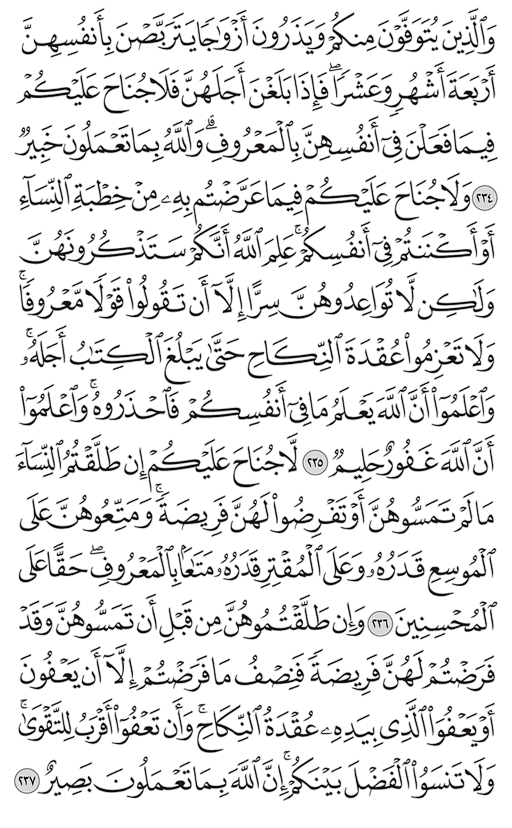 وَٱلَّذِينَ يُتَوَفَّوْنَ مِنكُمْ وَيَذَرُونَ أَزْوَٰجًا يَتَرَبَّصْنَ بِأَنفُسِهِنَّ
أَرْبَعَةَ أَشْهُرٍ وَعَشْرًا ۖ فَإِذَا بَلَغْنَ أَجَلَهُنَّ فَلَا جُنَاحَ عَلَيْكُمْ
فِيمَا فَعَلْنَ فِىٓ أَنفُسِهِنَّ بِٱلْمَعْرُوفِ ۗ وَٱللَّهُ بِمَا تَعْمَلُونَ خَبِيرٌ
٢٣٤ وَلَا جُنَاحَ عَلَيْكُمْ فِيمَا عَرَّضْتُم بِهِۦ مِنْ خِطْبَةِ ٱلنِّسَآءِ
أَوْ أَكْنَنتُمْ فِىٓ أَنفُسِكُمْ ۚ عَلِمَ ٱللَّهُ أَنَّكُمْ سَتَذْكُرُونَهُنَّ
وَلَٰكِن لَّا تُوَاعِدُوهُنَّ سِرًّا إِلَّآ أَن تَقُولُوا۟ قَوْلًا مَّعْرُوفًا ۚ
وَلَا تَعْزِمُوا۟ عُقْدَةَ ٱلنِّكَاحِ حَتَّىٰ يَبْلُغَ ٱلْكِتَٰبُ أَجَلَهُۥ ۚ
وَٱعْلَمُوٓا۟ أَنَّ ٱللَّهَ يَعْلَمُ مَا فِىٓ أَنفُسِكُمْ فَٱحْذَرُوهُ ۚ وَٱعْلَمُوٓا۟
أَنَّ ٱللَّهَ غَفُورٌ حَلِيمٌ ٢٣٥ لَّا جُنَاحَ عَلَيْكُمْ إِن طَلَّقْتُمُ ٱلنِّسَآءَ
مَا لَمْ تَمَسُّوهُنَّ أَوْ تَفْرِضُوا۟ لَهُنَّ فَرِيضَةً ۚ وَمَتِّعُوهُنَّ عَلَى
ٱلْمُوسِعِ قَدَرُهُۥ وَعَلَى ٱلْمُقْتِرِ قَدَرُهُۥ مَتَٰعًۢا بِٱلْمَعْرُوفِ ۖ حَقًّا عَلَى
ٱلْمُحْسِنِينَ ٢٣٦ وَإِن طَلَّقْتُمُوهُنَّ مِن قَبْلِ أَن تَمَسُّوهُنَّ وَقَدْ
فَرَضْتُمْ لَهُنَّ فَرِيضَةً فَنِصْفُ مَا فَرَضْتُمْ إِلَّآ أَن يَعْفُونَ
أَوْ يَعْفُوَا۟ ٱلَّذِى بِيَدِهِۦ عُقْدَةُ ٱلنِّكَاحِ ۚ وَأَن تَعْفُوٓا۟ أَقْرَبُ لِلتَّقْوَىٰ ۚ
وَلَا تَنسَوُا۟ ٱلْفَضْلَ بَيْنَكُمْ ۚ إِنَّ ٱللَّهَ بِمَا تَعْمَلُونَ بَصِيرٌ ٢٣٧